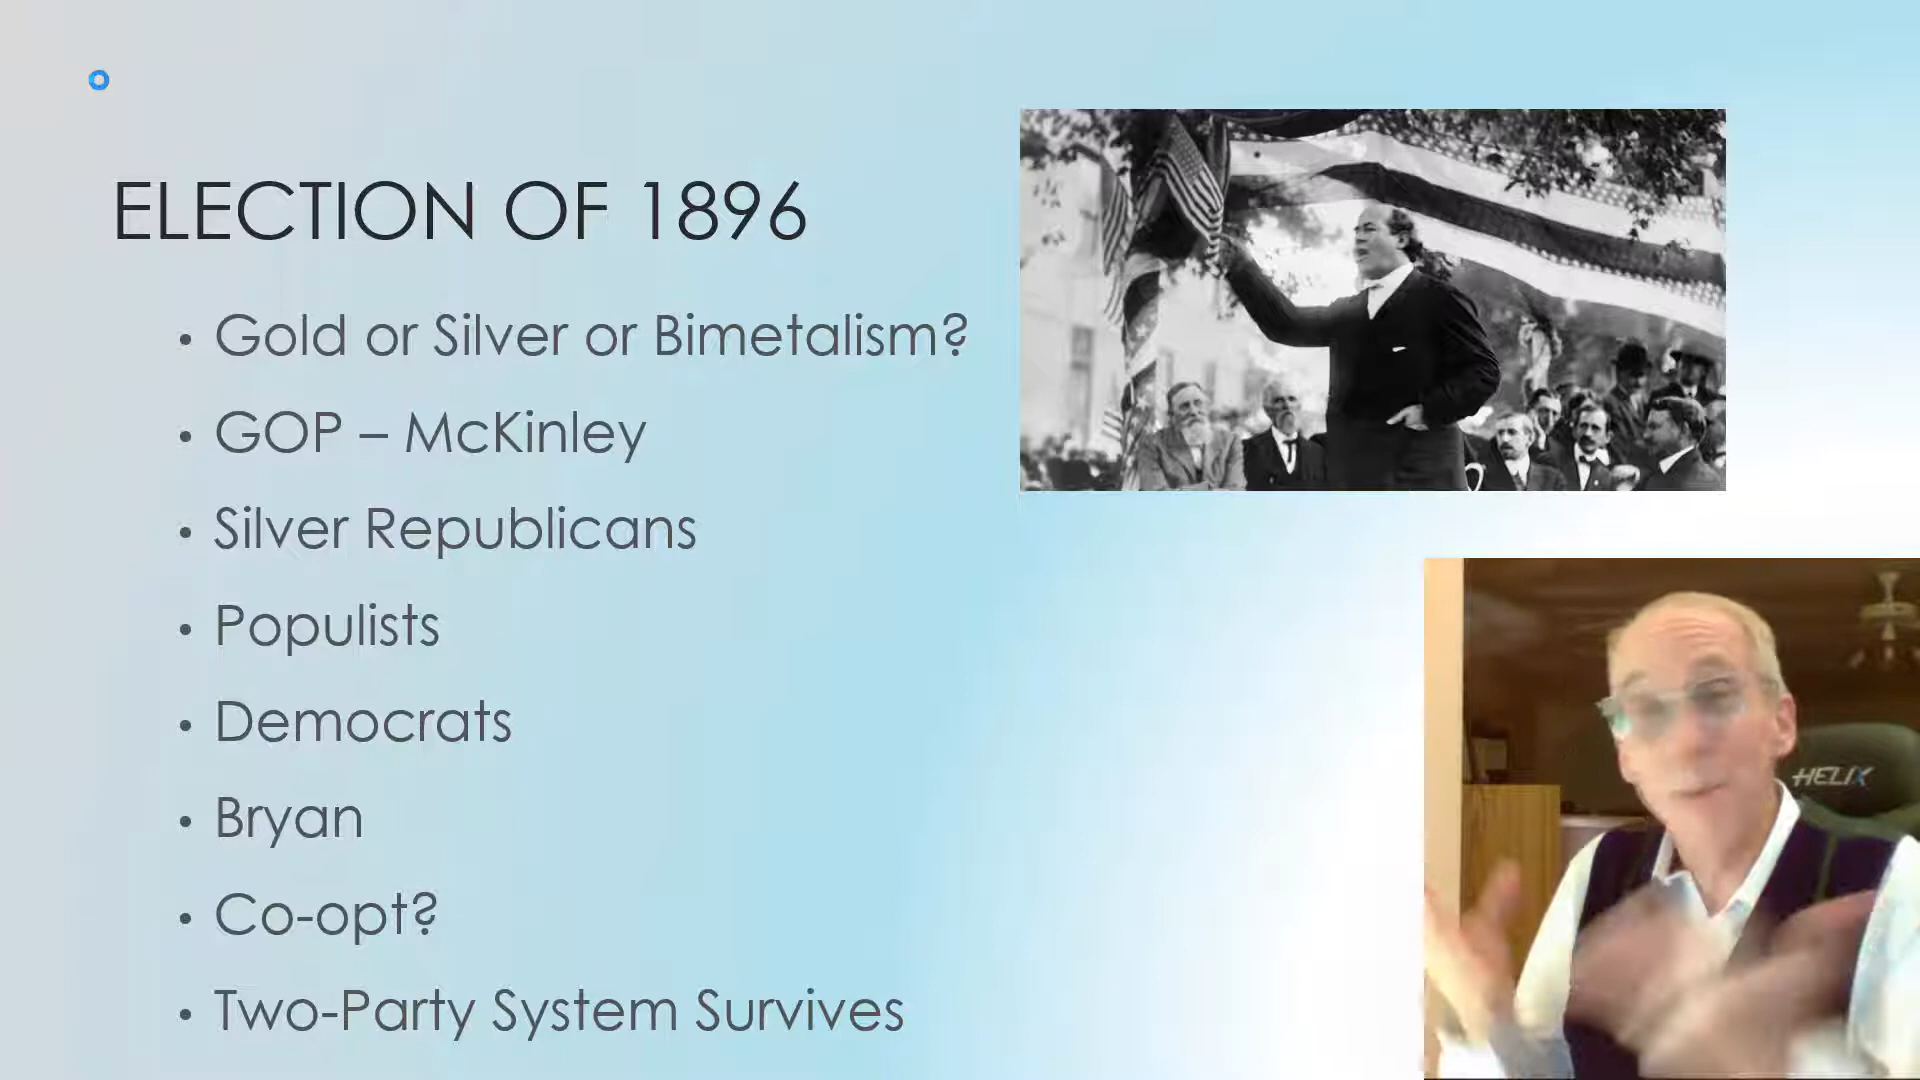 ELECTION OF 1896
• Gold or Silver or Bimetalism?
• GOP – McKinley
• Silver Republicans
• Populists
• Democrats
• Bryan
• Co-opt?
• Two-Party System Survives
HELIX